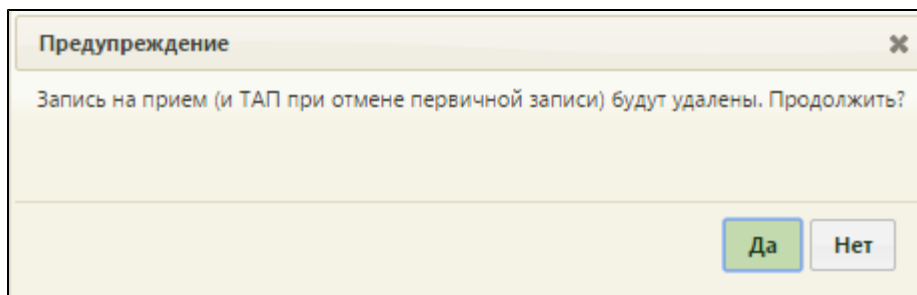 Предупреждение
Запись на прием (и ТАП при отмене первичной записи) будут удалены. Продолжить?
Да Нет